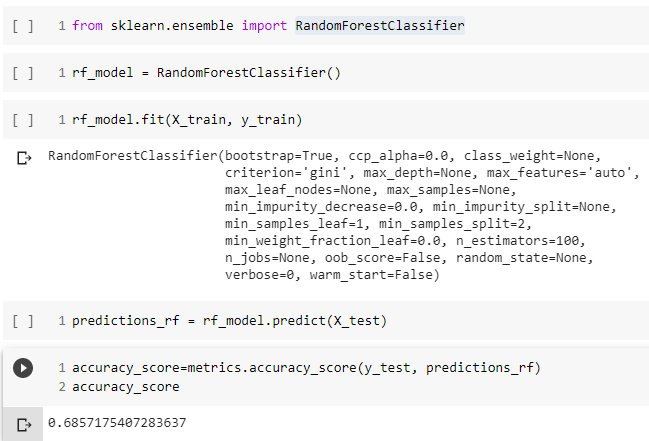 [ ] 1 from sklearn.ensemble import RandomForestClassifier
[ ] 1 rf_model = RandomForestClassifier()
[ ] 1 rf_model.fit(X_train, y_train)
RandomForestClassifier(bootstrap=True, ccp_alpha=0.0, class_weight=None,
criterion='gini', max_depth=None, max_features='auto',
max_leaf_nodes=None, max_samples=None,
min_impurity_decrease=0.0, min_impurity_split=None,
min_samples_leaf=1, min_samples_split=2,
min_weight_fraction_leaf=0.0, n_estimators=100,
n_jobs=None, oob_score=False, random_state=None,
verbose=0, warm_start=False)
[ ] 1 predictions_rf = rf_model.predict(X_test)
1 accuracy_score=metrics.accuracy_score(y_test, predictions_rf)
2 accuracy_score
0.6857175407283637